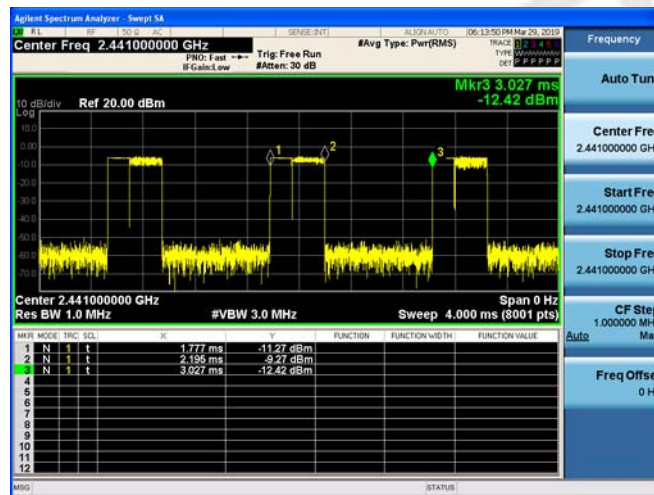 Agilent Spectrum Analyzer - Swept SA
RL RF 50 Ω AC SENSE:INT ALIGN AUTO 06:13:50 PM Mar 29, 2019
Center Freq 2.441000000 GHz
PNO: Fast
IFGain:Low
Trig: Free Run
#Atten: 30 dB
#Avg Type: Pwr(RMS)
TRACE 1 2 3 4 5 6
TYPE
DET P P P P P P
Mkr3 3.027 ms
-12.42 dBm
10 dB/div Ref 20.00 dBm
Log
10.0
0.00
-10.0
-20.0
-30.0
-40.0
-50.0
-60.0
-70.0
1
2
3
Center 2.441000000 GHz
Span 0 Hz
Res BW 1.0 MHz
#VBW 3.0 MHz
Sweep 4.000 ms (8001 pts)
MKR MODE TRC SCL X Y FUNCTION FUNCTION WIDTH FUNCTION VALUE
1 N 1 t 1.777 ms -11.27 dBm
2 N 1 t 2.195 ms -9.27 dBm
3 N 1 t 3.027 ms -12.42 dBm
4
5
6
7
8
9
10
11
12
MSG STATUS
Frequency
Auto Tun
Center Fre
2.441000000 GH
Start Fre
2.441000000 GH
Stop Fre
2.441000000 GH
CF Ste
1.000000 MH
Auto Ma
Freq Offse
0 H